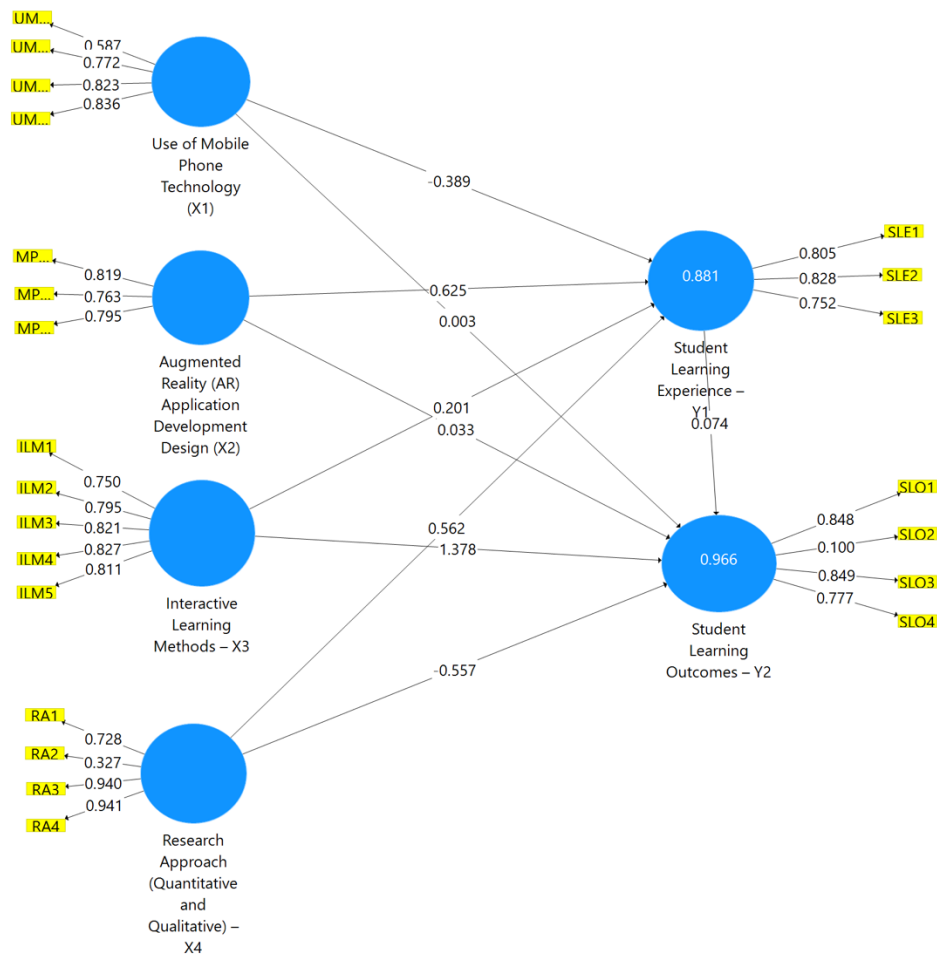 UM...
UM...
UM...
UM...
0.587
0.772
0.823
0.836
Use of Mobile
Phone
Technology
(X1)
-0.389
MP...
MP...
MP...
0.819
0.763
0.795
Augmented
Reality (AR)
Application
Development
Design (X2)
0.625
0.003
0.881
Student
Learning
Experience –
Y1
0.805
0.828
0.752
SLE1
SLE2
SLE3
0.074
0.201
0.033
ILM1
ILM2
ILM3
ILM4
ILM5
0.750
0.795
0.821
0.827
0.811
Interactive
Learning
Methods – X3
0.562
1.378
0.966
Student
Learning
Outcomes – Y2
0.848
0.100
0.849
0.777
SLO1
SLO2
SLO3
SLO4
-0.557
RA1
RA2
RA3
RA4
0.728
0.327
0.940
0.941
Research
Approach
(Quantitative
and
Qualitative) –
X4